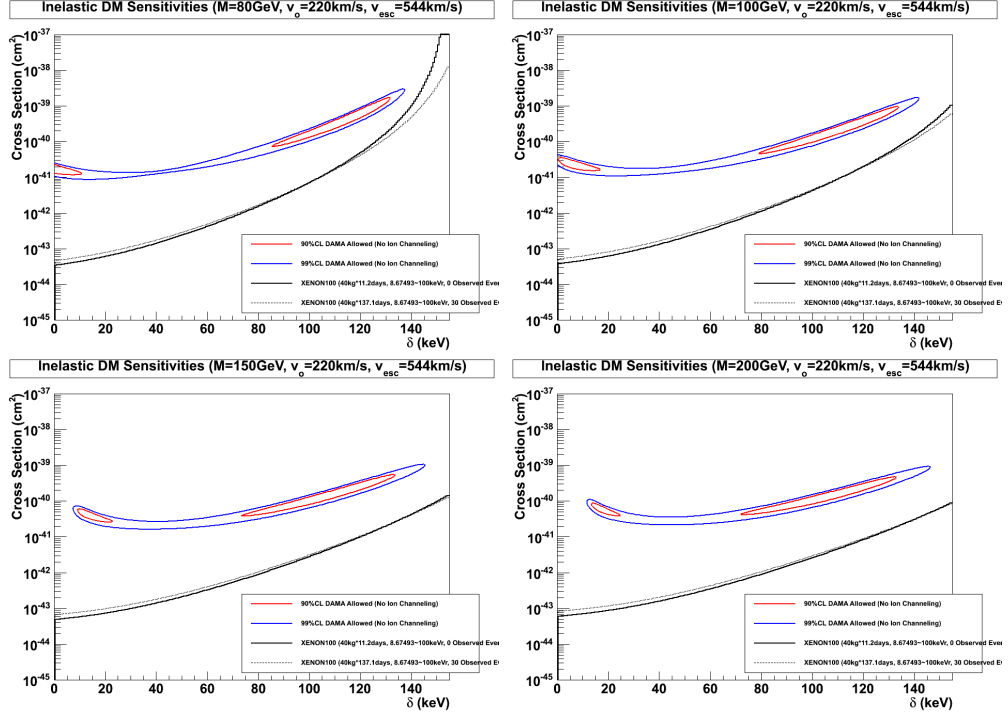 Inelastic DM Sensitivities (M=80GeV, v_o=220km/s, v_esc=544km/s)
Cross Section (cm²)
10⁻³⁷
10⁻³⁸
10⁻³⁹
10⁻⁴⁰
10⁻⁴¹
10⁻⁴²
10⁻⁴³
10⁻⁴⁴
10⁻⁴⁵
90%CL DAMA Allowed (No Ion Channeling)
99%CL DAMA Allowed (No Ion Channeling)
XENON100 (40kg*11.2days, 8.67493~100keVr, 0 Observed Eve
XENON100 (40kg*137.1days, 8.67493~100keVr, 30 Observed E
0 20 40 60 80 100 120 140
δ (keV)
Inelastic DM Sensitivities (M=100GeV, v_o=220km/s, v_esc=544km/s)
Cross Section (cm²)
10⁻³⁷
10⁻³⁸
10⁻³⁹
10⁻⁴⁰
10⁻⁴¹
10⁻⁴²
10⁻⁴³
10⁻⁴⁴
10⁻⁴⁵
90%CL DAMA Allowed (No Ion Channeling)
99%CL DAMA Allowed (No Ion Channeling)
XENON100 (40kg*11.2days, 8.67493~100keVr, 0 Observed Ever
XENON100 (40kg*137.1days, 8.67493~100keVr, 30 Observed Ev
0 20 40 60 80 100 120 140
δ (keV)
Inelastic DM Sensitivities (M=150GeV, v_o=220km/s, v_esc=544km/s)
Cross Section (cm²)
10⁻³⁷
10⁻³⁸
10⁻³⁹
10⁻⁴⁰
10⁻⁴¹
10⁻⁴²
10⁻⁴³
10⁻⁴⁴
10⁻⁴⁵
90%CL DAMA Allowed (No Ion Channeling)
99%CL DAMA Allowed (No Ion Channeling)
XENON100 (40kg*11.2days, 8.67493~100keVr, 0 Observed Eve
XENON100 (40kg*137.1days, 8.67493~100keVr, 30 Observed E
0 20 40 60 80 100 120 140
δ (keV)
Inelastic DM Sensitivities (M=200GeV, v_o=220km/s, v_esc=544km/s)
Cross Section (cm²)
10⁻³⁷
10⁻³⁸
10⁻³⁹
10⁻⁴⁰
10⁻⁴¹
10⁻⁴²
10⁻⁴³
10⁻⁴⁴
10⁻⁴⁵
90%CL DAMA Allowed (No Ion Channeling)
99%CL DAMA Allowed (No Ion Channeling)
XENON100 (40kg*11.2days, 8.67493~100keVr, 0 Observed Ever
XENON100 (40kg*137.1days, 8.67493~100keVr, 30 Observed Ev
0 20 40 60 80 100 120 140
δ (keV)